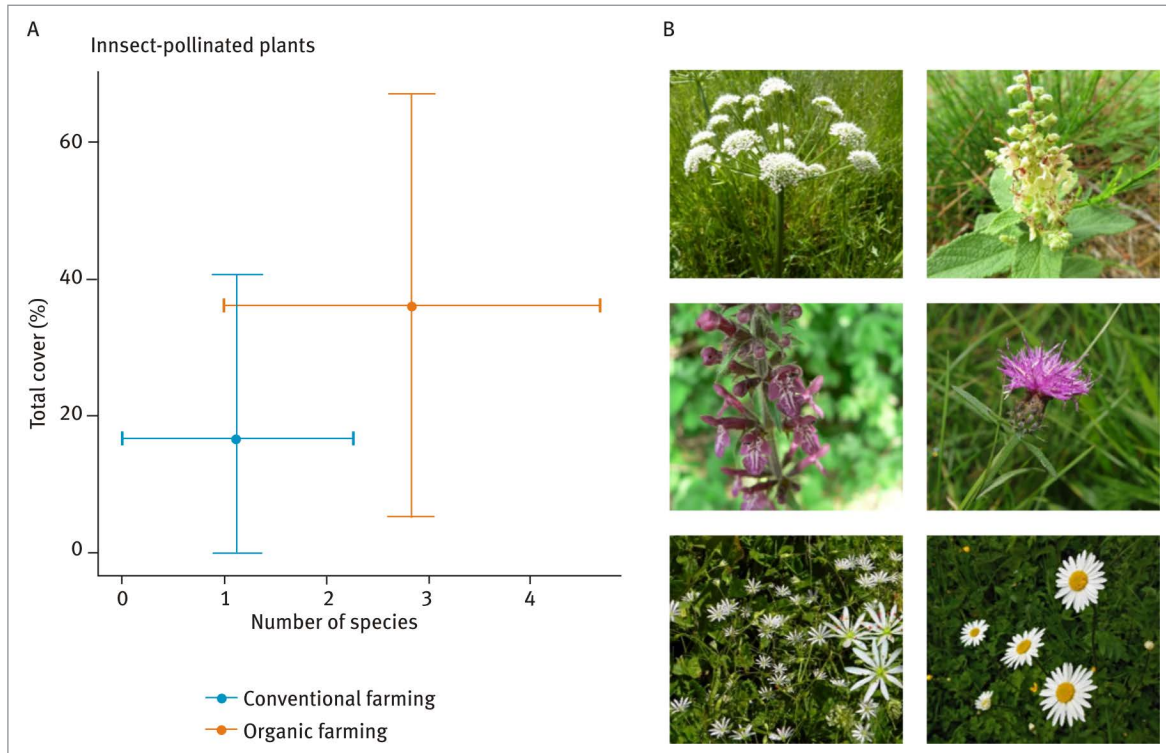 A
Innsect-pollinated plants
60
40
20
0
Total cover (%)
0 1 2 3 4
Number of species
Conventional farming
Organic farming
B